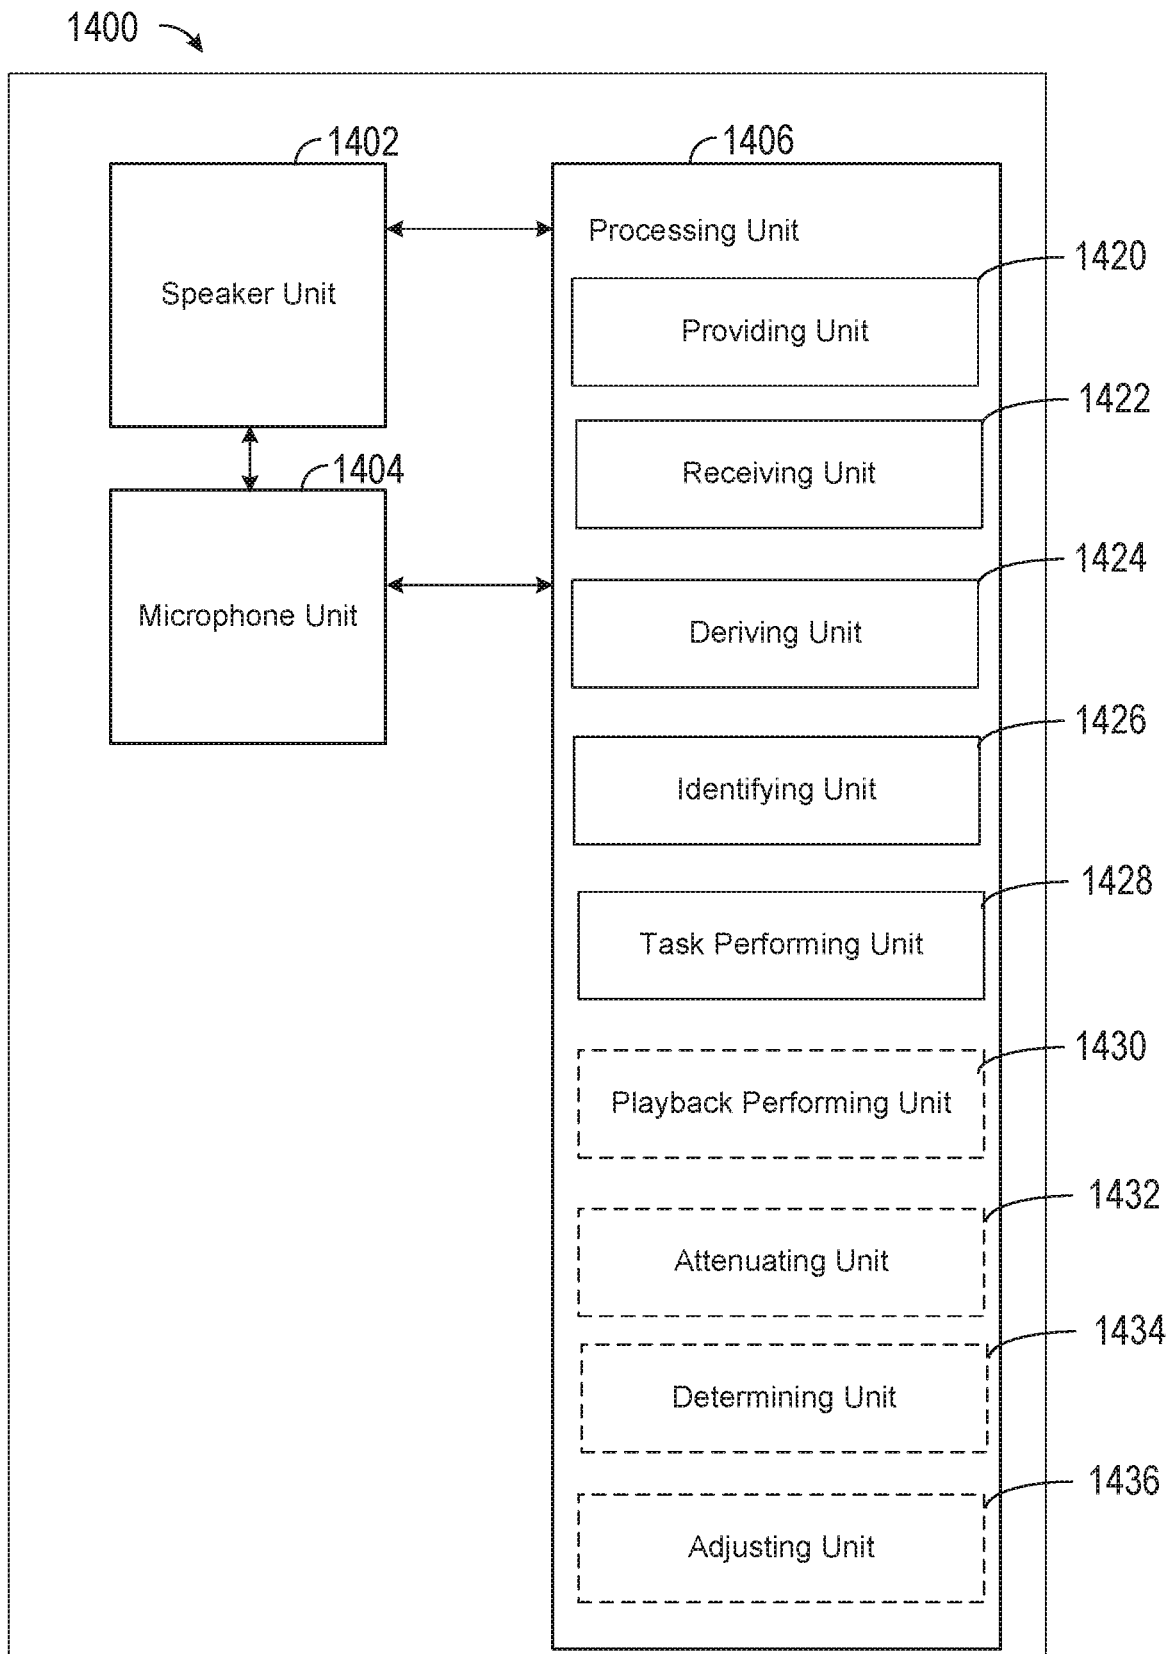 1400
1402
1406
Processing Unit
1420
Speaker Unit
Providing Unit
1422
1404
Receiving Unit
1424
Microphone Unit
Deriving Unit
1426
Identifying Unit
1428
Task Performing Unit
1430
Playback Performing Unit
1432
Attenuating Unit
1434
Determining Unit
1436
Adjusting Unit